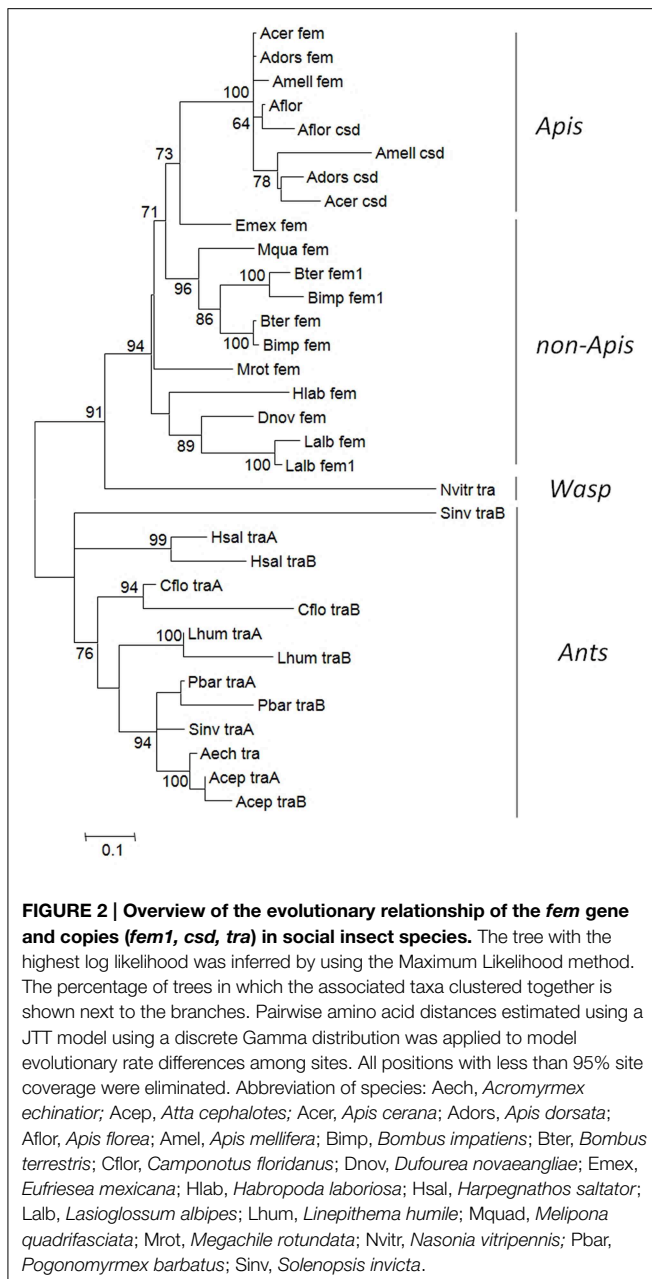 Acer fem
Adors fem
Amell fem
100
Aflor
64
Aflor csd
Apis
Amell csd
73
78
Adors csd
Acer csd
71
Emex fem
Mqua fem
100
Bter fem1
96
Bimp fem1
86
Bter fem
non-Apis
94
100
Bimp fem
Mrot fem
Hlab fem
91
Dnov fem
89
Lalb fem
100
Lalb fem1
Nvitr tra
Wasp
Sinv traB
99
Hsal traA
Hsal traB
94
Cflo traA
Cflo traB
100
Lhum traA
76
Lhum traB
Ants
Pbar traA
Pbar traB
94
Sinv traA
Aech tra
100
Acep traA
Acep traB
0.1
FIGURE 2 | Overview of the evolutionary relationship of the fem gene
and copies (fem1, csd, tra) in social insect species. The tree with the
highest log likelihood was inferred by using the Maximum Likelihood method.
The percentage of trees in which the associated taxa clustered together is
shown next to the branches. Pairwise amino acid distances estimated using a
JTT model using a discrete Gamma distribution was applied to model
evolutionary rate differences among sites. All positions with less than 95% site
coverage were eliminated. Abbreviation of species: Aech, Acromyrmex
echinatior; Acep, Atta cephalotes; Acer, Apis cerana; Adors, Apis dorsata;
Aflor, Apis florea; Amel, Apis mellifera; Bimp, Bombus impatiens; Bter, Bombus
terrestris; Cflor, Camponotus floridanus; Dnov, Dufourea novaeangliae; Emex,
Eufriesea mexicana; Hlab, Habropoda laboriosa; Hsal, Harpegnathos saltator;
Lalb, Lasioglossum albipes; Lhum, Linepithema humile; Mquad, Melipona
quadrifasciata; Mrot, Megachile rotundata; Nvitr, Nasonia vitripennis; Pbar,
Pogonomyrmex barbatus; Sinv, Solenopsis invicta.